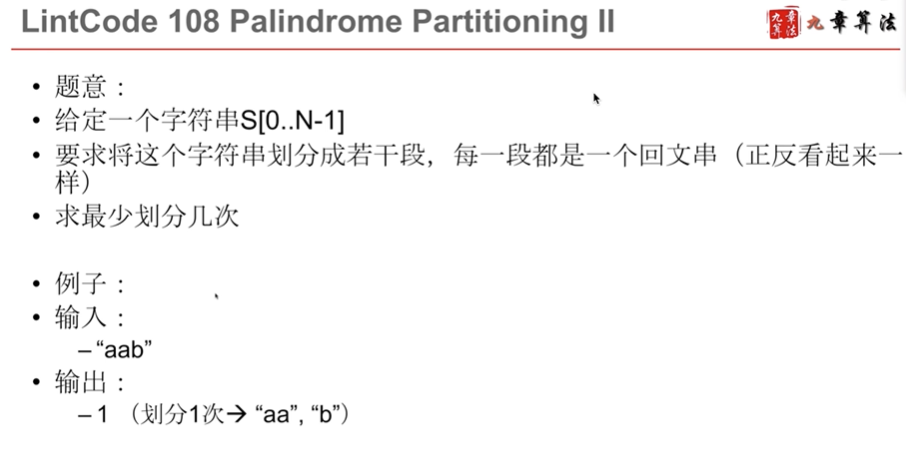 LintCode 108 Palindrome Partitioning II
九章算法
九章算法
• 题意：
• 给定一个字符串S[0..N-1]
• 要求将这个字符串划分成若干段，每一段都是一个回文串（正反看起来一
样）
• 求最少划分几次
• 例子：
• 输入：
– “aab”
• 输出：
– 1 （划分1次→ “aa”, “b”）